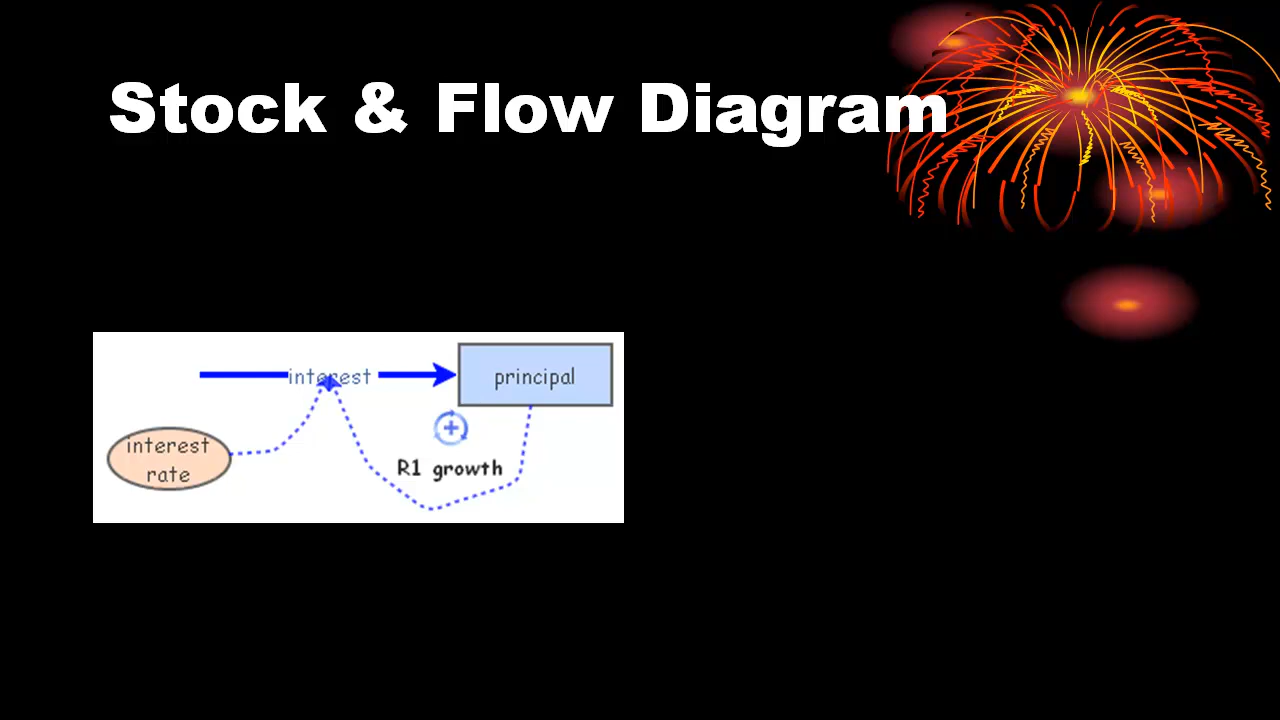 Stock & Flow Diagram
interest
principal
interest
rate
R1 growth